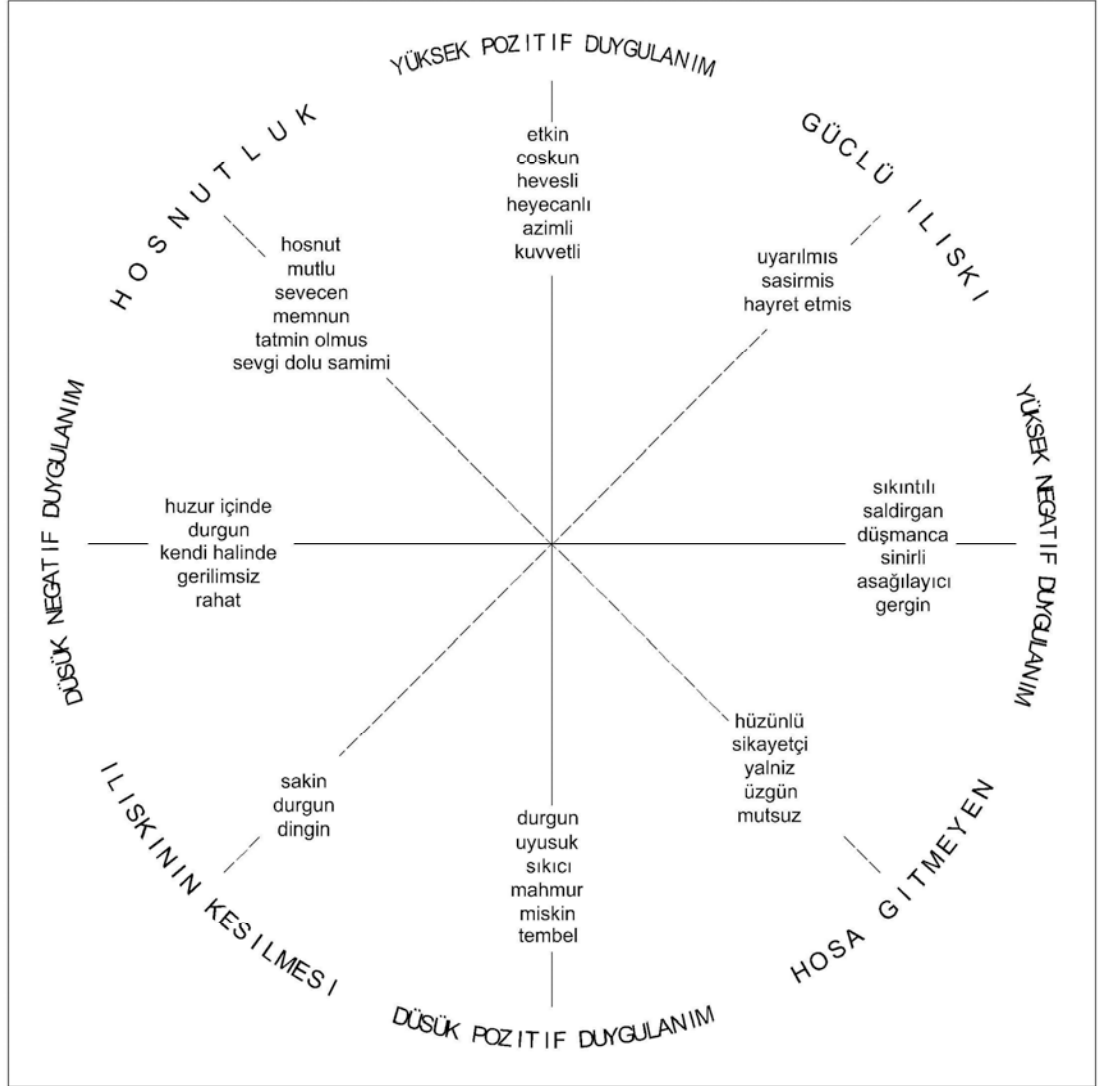 YÜKSEK POZITIF DUYGULANIM
GÜCLÜ ILISKI
HOSNUTLUK
etkin
coskun
hevesli
heyecanlı
azimli
kuvvetli
uyarılmıs
sasirmis
hayret etmis
hosnut
mutlu
sevecen
memnun
tatmin olmus
sevgi dolu samimi
DÜSÜK NEGATIF DUYGULANIM
YÜKSEK NEGATIF DUYGULANIM
huzur içinde
durgun
kendi halinde
gerilimsiz
rahat
sıkıntılı
saldirgan
düşmanca
sinirli
asağılayıcı
gergin
hüzünlü
sikayetçi
yalniz
üzgün
mutsuz
sakin
durgun
dingin
durgun
uyusuk
sıkıcı
mahmur
miskin
tembel
ILISKININ KESILMESI
HOSA GITMEYEN
DÜSÜK POZITIF DUYGULANIM